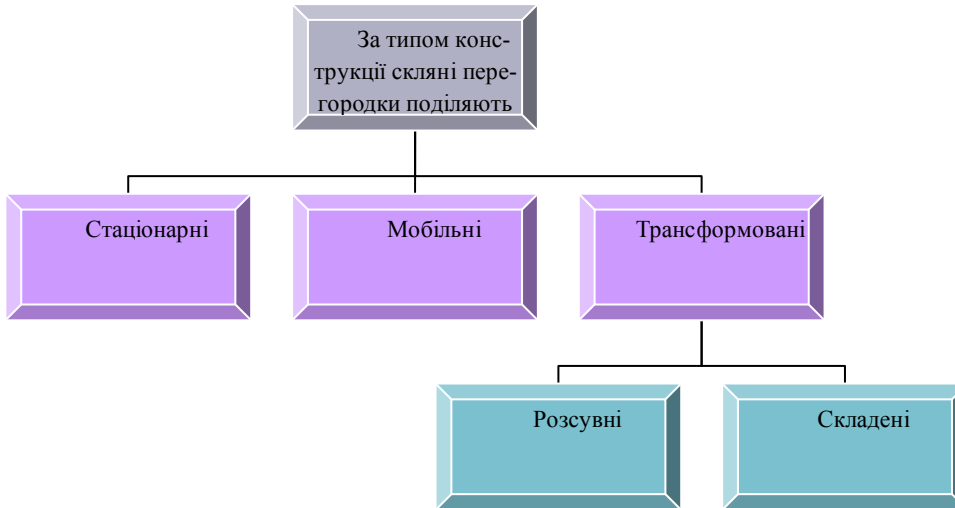 За типом конс-
трукції скляні пере-
городки поділяють
Стаціонарні
Мобільні
Трансформовані
Розсувні
Складені